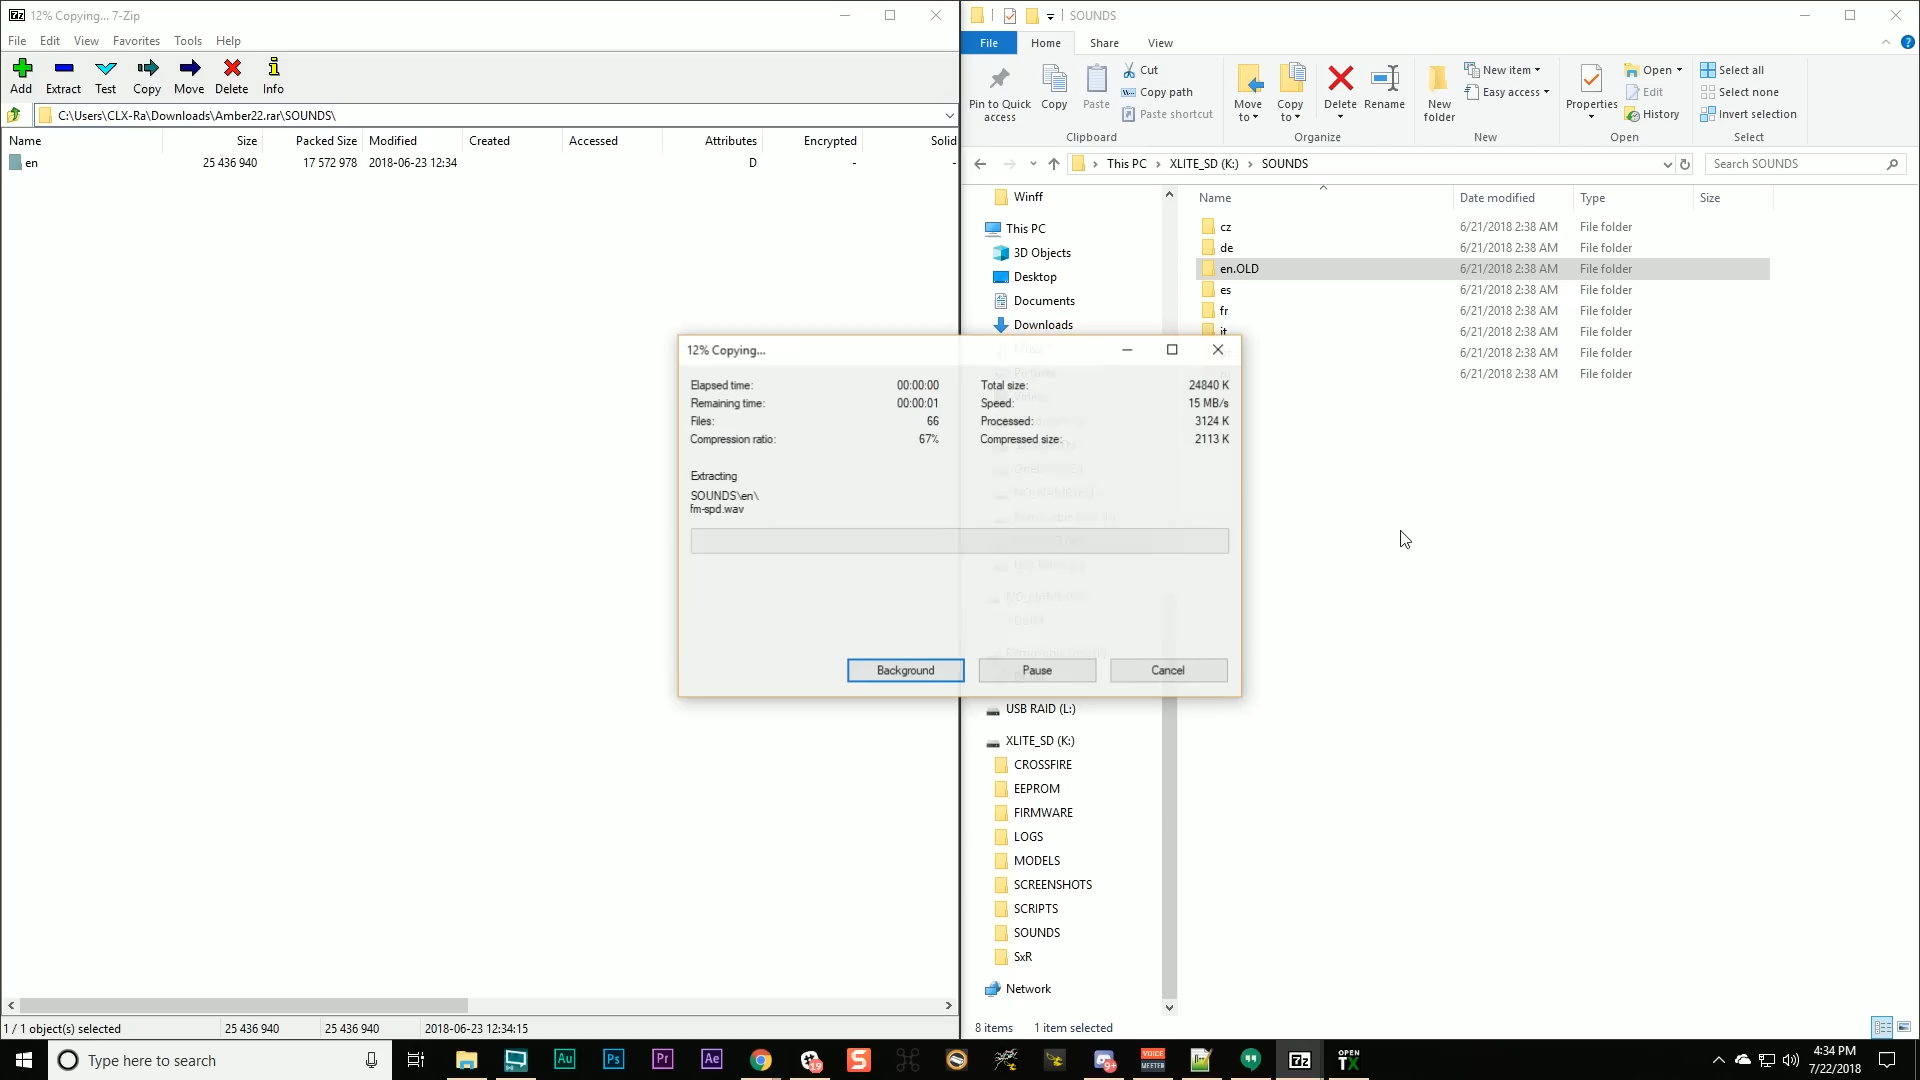 12% Copying... 7-Zip
File Edit View Favorites Tools Help
Add Extract Test Copy Move Delete Info
C:\Users\CLX-Ra\Downloads\Amber22.rar\SOUNDS\
Name Size Packed Size Modified Created Accessed Attributes Encrypted Solid
en 25 436 940 17 572 978 2018-06-23 12:34 D - -
1 / 1 object(s) selected 25 436 940 25 436 940 2018-06-23 12:34:15
SOUNDS
File Home Share View
Pin to Quick access
Copy
Paste
Cut
Copy path
Paste shortcut
Clipboard
Move to
Copy to
Delete
Rename
Organize
New folder
New item
Easy access
New
Properties
Open
Edit
History
Open
Select all
Select none
Invert selection
Select
This PC > XLITE_SD (K:) > SOUNDS
Search SOUNDS
Name Date modified Type Size
cz 6/21/2018 2:38 AM File folder
de 6/21/2018 2:38 AM File folder
en.OLD 6/21/2018 2:38 AM File folder
es 6/21/2018 2:38 AM File folder
fr 6/21/2018 2:38 AM File folder
it 6/21/2018 2:38 AM File folder
6/21/2018 2:38 AM File folder
6/21/2018 2:38 AM File folder
Winff
This PC
3D Objects
Desktop
Documents
Downloads
USB RAID (L:)
XLITE_SD (K:)
CROSSFIRE
EEPROM
FIRMWARE
LOGS
MODELS
SCREENSHOTS
SCRIPTS
SOUNDS
SxR
Network
8 items 1 item selected
12% Copying...
Elapsed time: 00:00:00 Total size: 24840 K
Remaining time: 00:00:01 Speed: 15 MB/s
Files: 66 Processed: 3124 K
Compression ratio: 67% Compressed size: 2113 K
Extracting
SOUNDS\en\
fm-spd.wav
Background Pause Cancel
Type here to search
Au Ps Pr Ae 19 S 9+ VOICE MEETER 7z OPEN TX
4:34 PM
7/22/2018